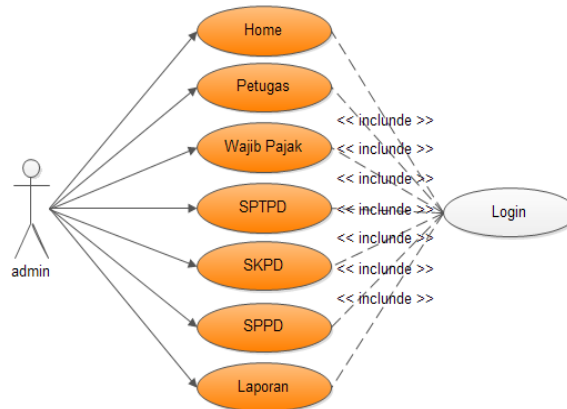 Home
Petugas
<< inclunde >>
Wajib Pajak
<< inclunde >>
<< inclunde >>
SPTPD
<< inclunde >>
Login
<< inclunde >>
SKPD
<< inclunde >>
admin
<< inclunde >>
SPPD
Laporan